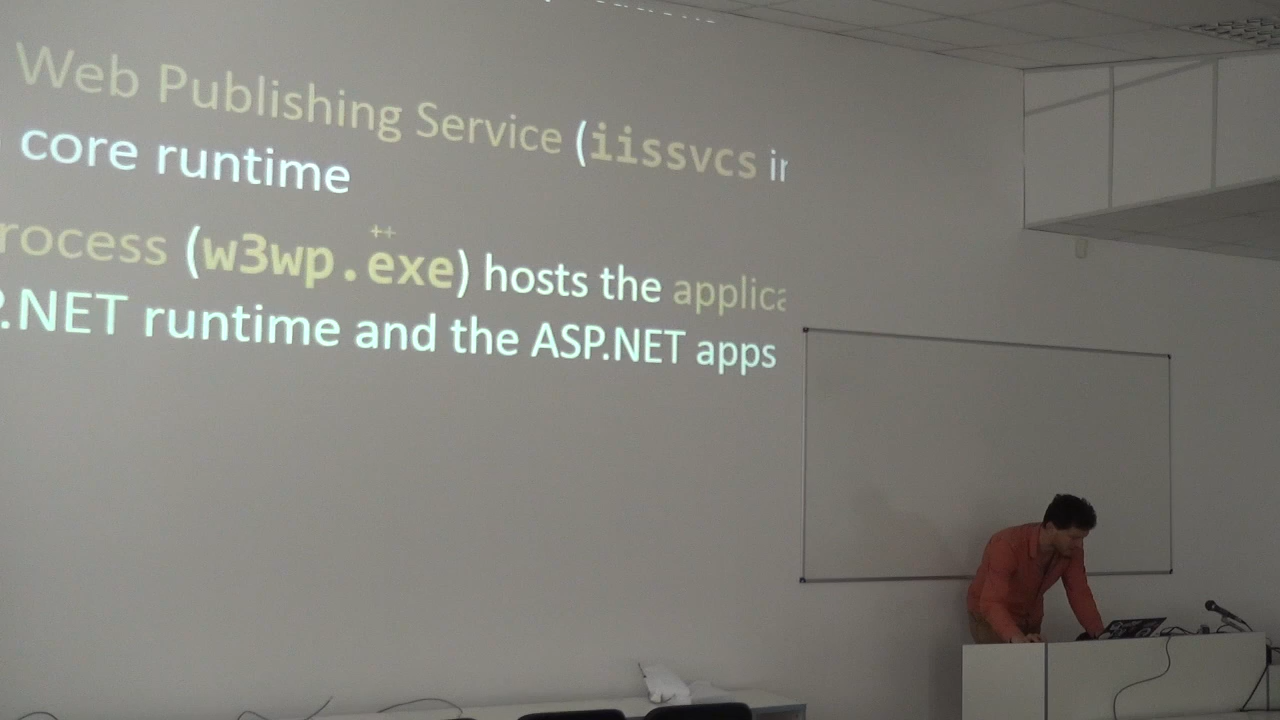 Web Publishing Service (iissvcs
core runtime
++
rocess (w3wp.exe) hosts the applica
.NET runtime and the ASP.NET apps